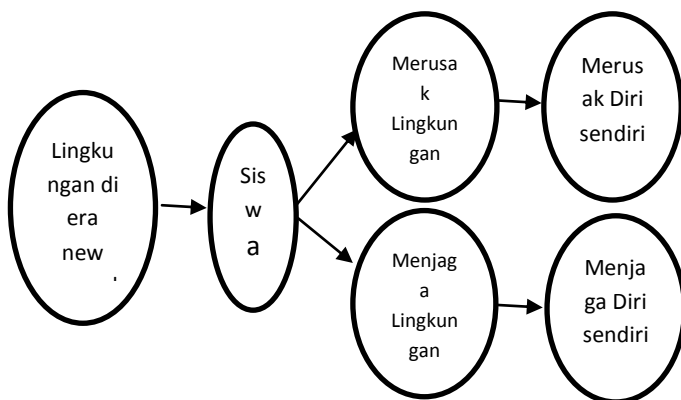 Lingku
ngan di
era
new
Sis
w
a
Merusa
k
Lingkun
gan
Merus
ak Diri
sendiri
Menjag
a
Lingkun
gan
Menja
ga Diri
sendiri